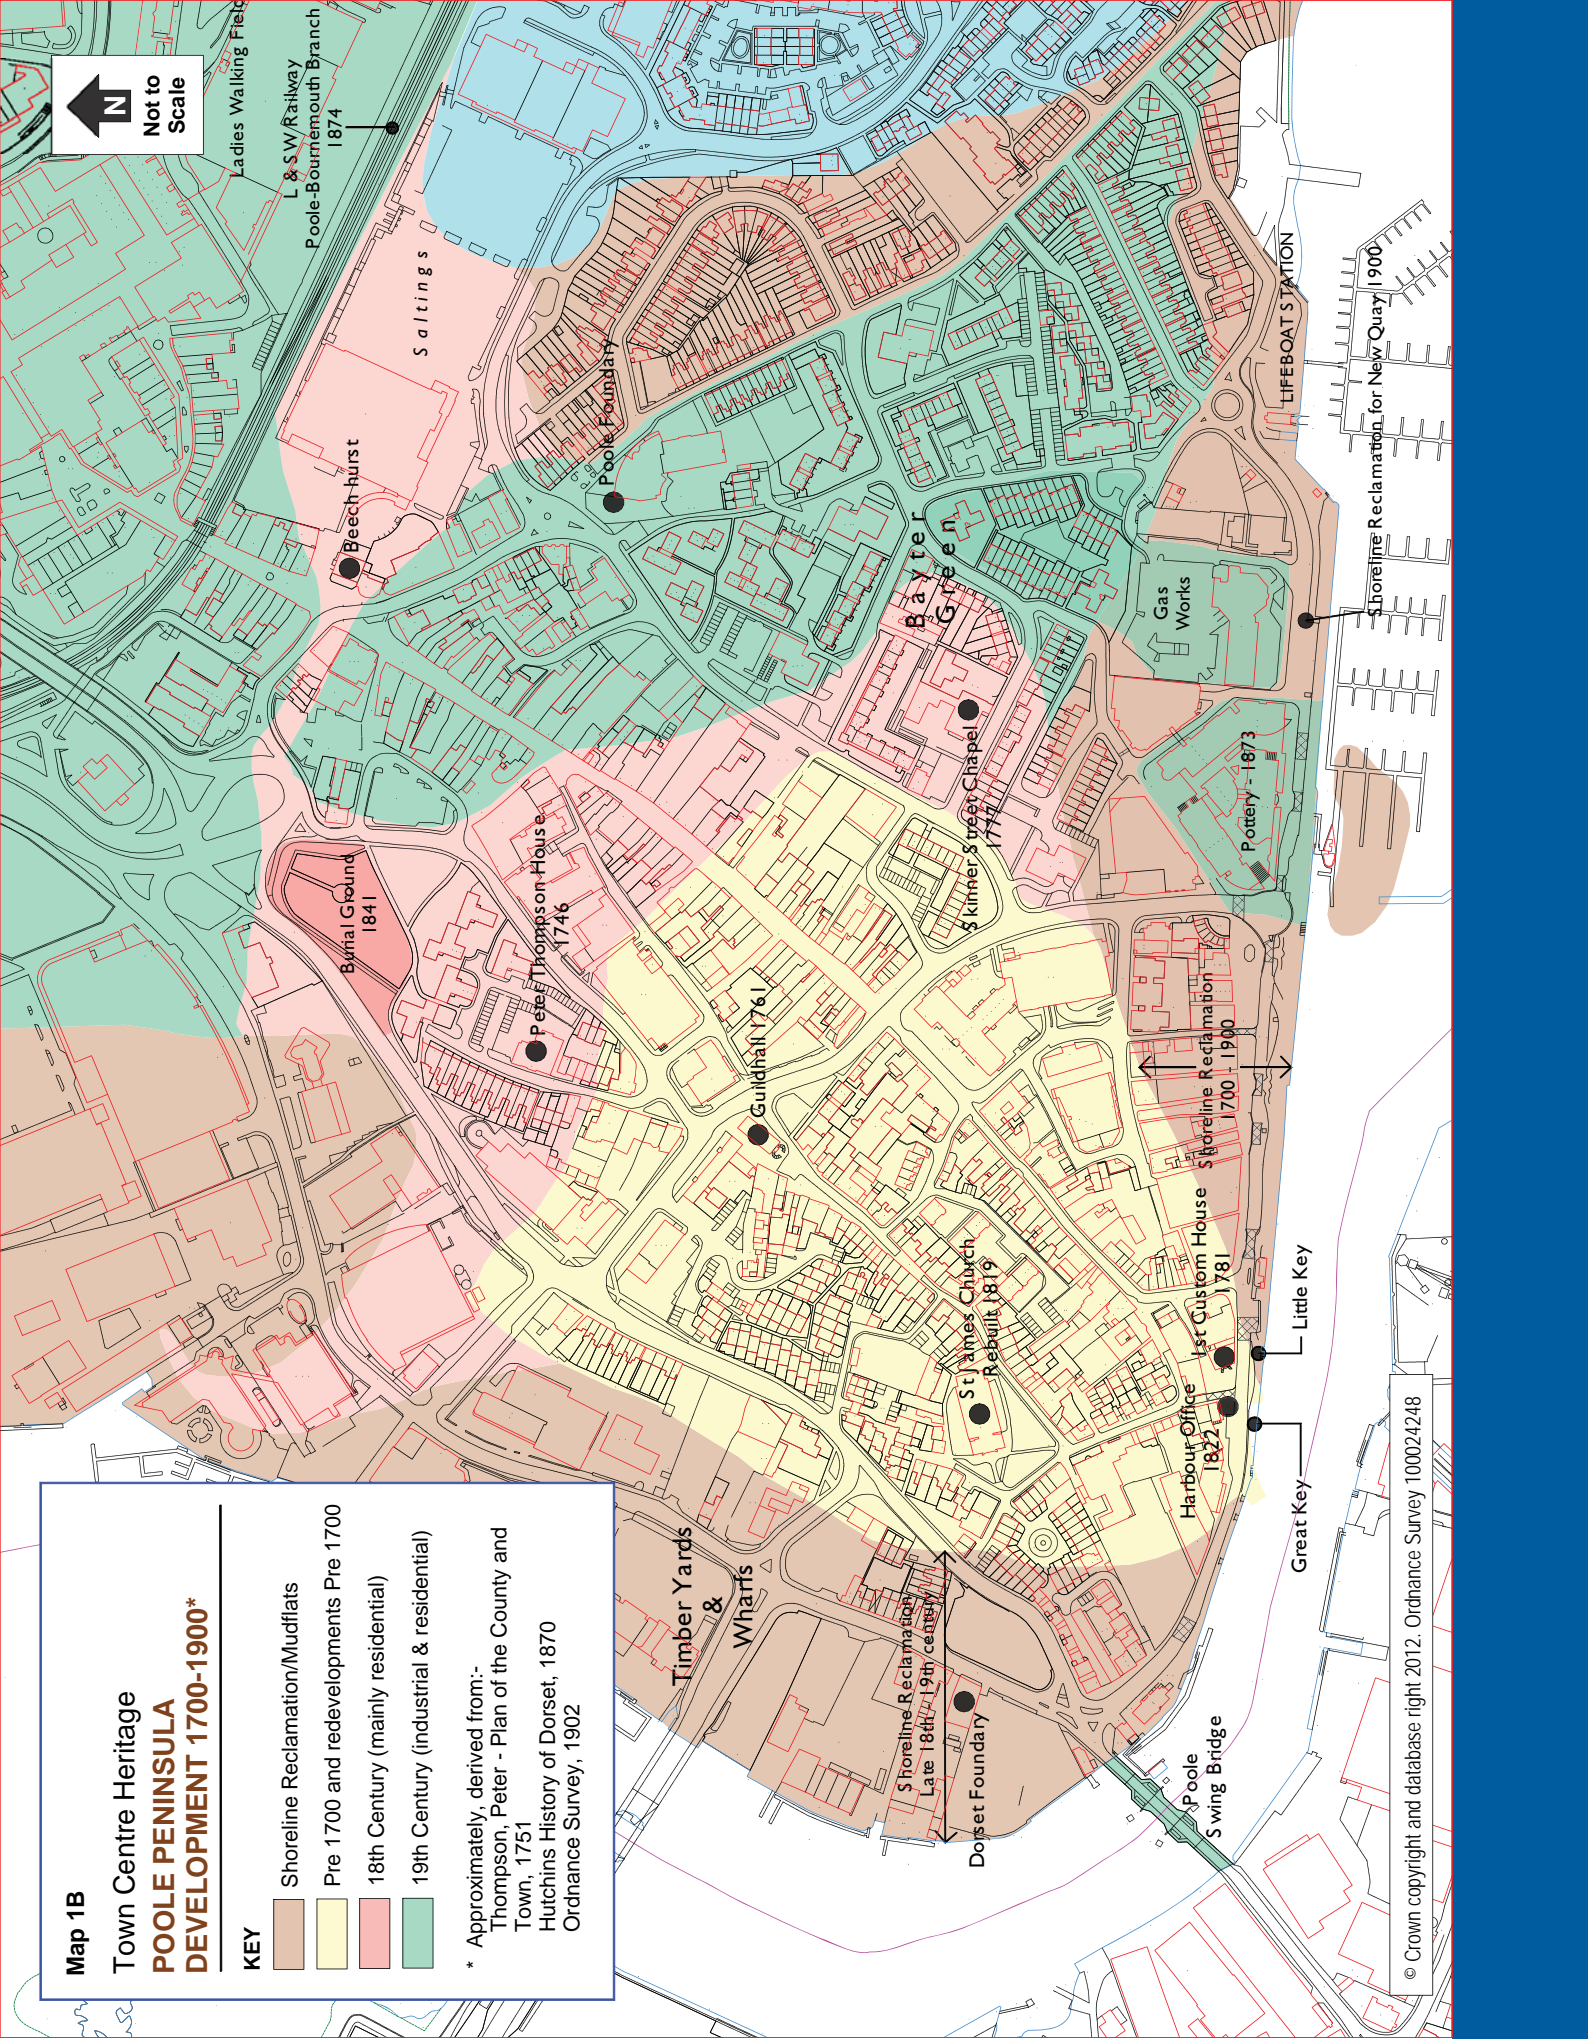 Map 1B
Town Centre Heritage
POOLE PENINSULA
DEVELOPMENT 1700-1900*
KEY
Shoreline Reclamation/Mudflats
Pre 1700 and redevelopments Pre 1700
18th Century (mainly residential)
19th Century (industrial & residential)
* Approximately, derived from:-
Thompson, Peter - Plan of the County and
Town, 1751
Hutchins History of Dorset, 1870
Ordnance Survey, 1902
N
Not to
Scale
Ladies Walking Field
L & S W Railway
Poole-Bournemouth Branch
1874
Saltings
Beech hurst
Poole Foundary
Burial Ground
1841
Peter Thompson House
1746
Guildhall 1761
Bayter
Green
Skinner Street Chapel
1777
Gas
Works
Pottery - 1873
LIFEBOAT STATION
Shoreline Reclamation for New Quay 1900
Shoreline Reclamation
1700 - 1900
St James Church
Rebuilt 1819
1st Custom House
1781
Harbour Office
1822
Little Key
Great Key
Timber Yards
&
Wharfs
Shoreline Reclamation
Late 18th - 19th century
Dorset Foundary
Poole
Swing Bridge
© Crown copyright and database right 2012. Ordnance Survey 100024248